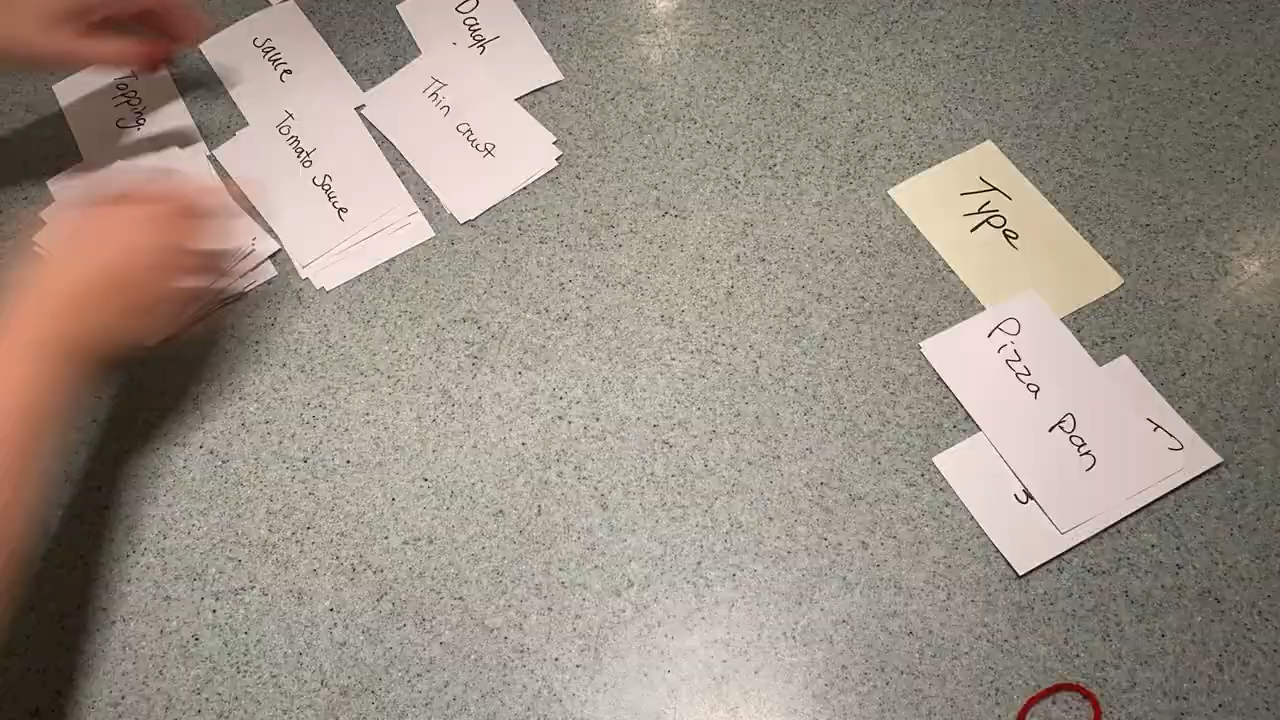 Topping.
Sauce
Tomato Sauce
Dough
Thin crust
Type
Pizza pan